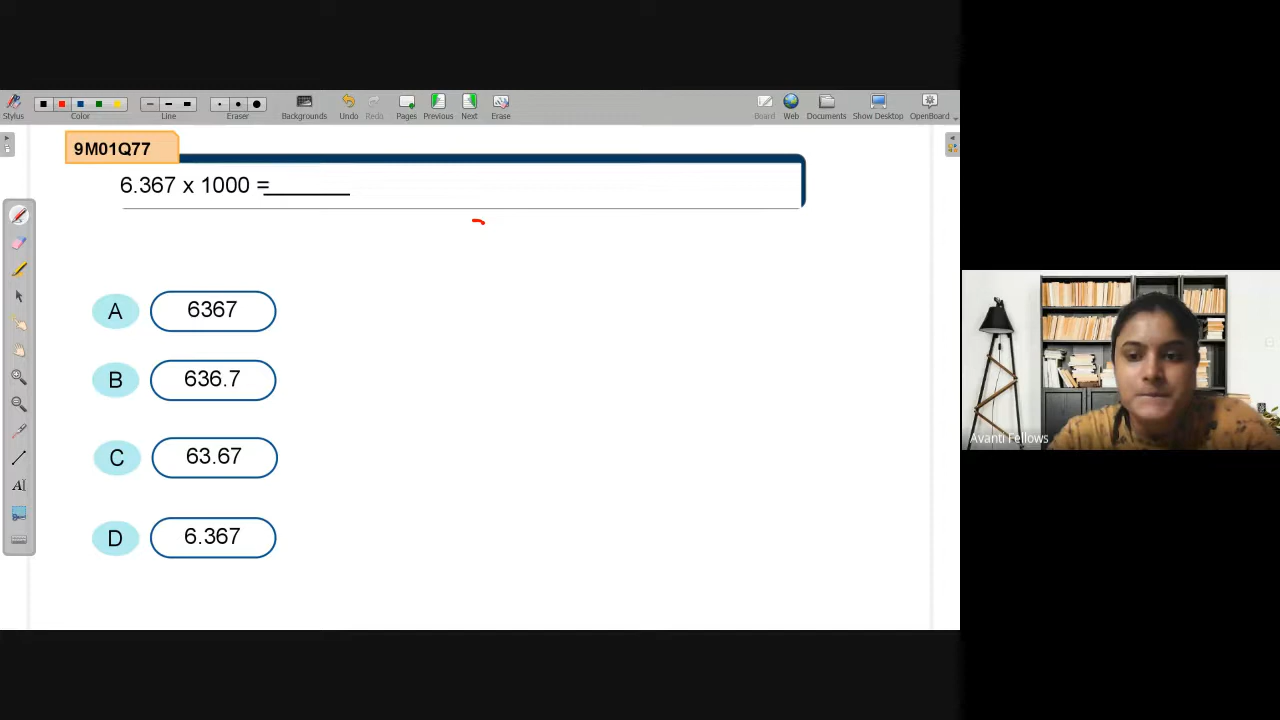 Stylus
Color
Line
Eraser
Backgrounds
Undo
Redo
Pages
Previous
Next
Erase
Board
Web
Documents
Show Desktop
OpenBoard
9M01Q77
6.367 x 1000 =______
A 6367
B 636.7
C 63.67
D 6.367
Avanti Fellows